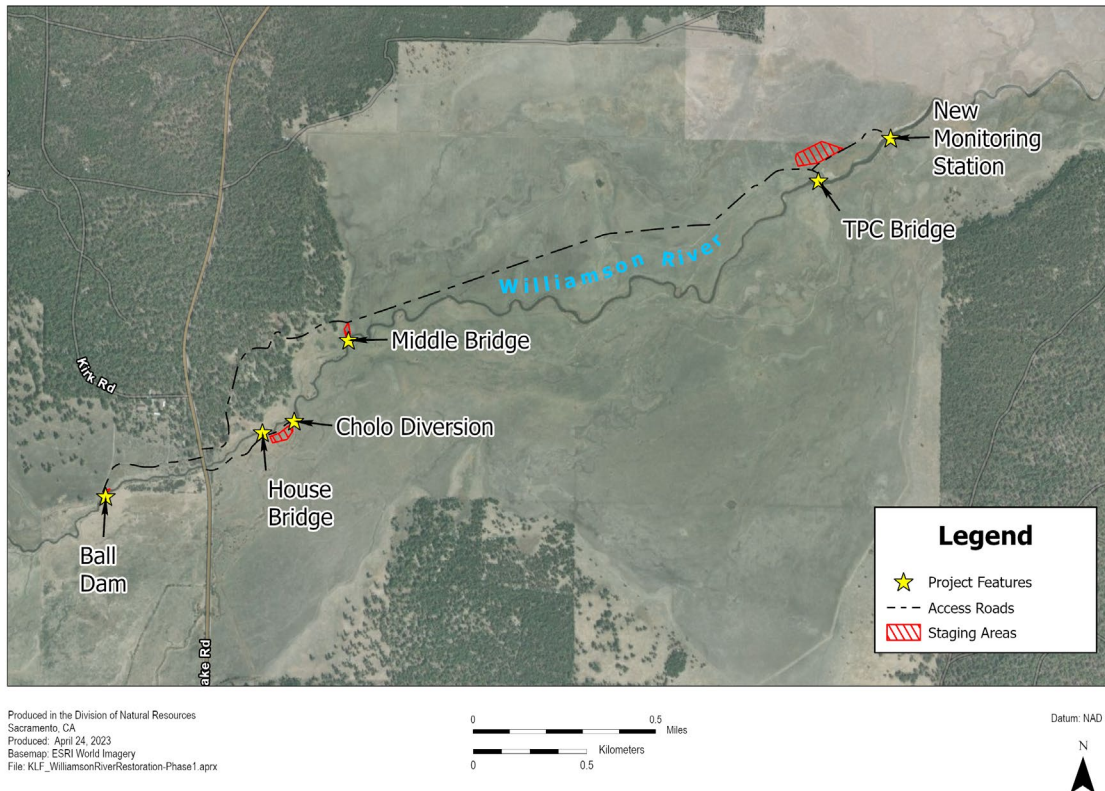 New
Monitoring
Station
TPC Bridge
Williamson River
Middle Bridge
Kirk Rd
Cholo Diversion
House
Bridge
Ball
Dam
ake Rd
Legend
Project Features
Access Roads
Staging Areas
Produced in the Division of Natural Resources
Sacramento, CA
Produced: April 24, 2023
Basemap: ESRI World Imagery
File: KLF_WilliamsonRiverRestoration-Phase1.aprx
0 0.5
Miles
Kilometers
0 0.5
Datum: NAD
N